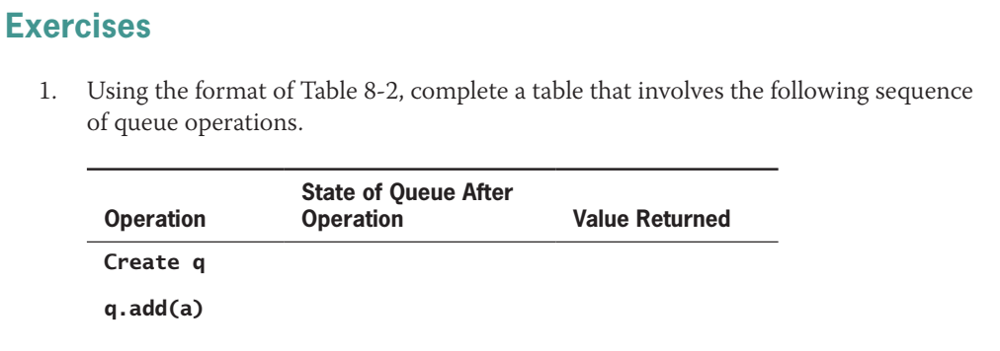 Exercises
1. Using the format of Table 8-2, complete a table that involves the following sequence
of queue operations.
State of Queue After
Operation Operation Value Returned
Create q
q.add(a)